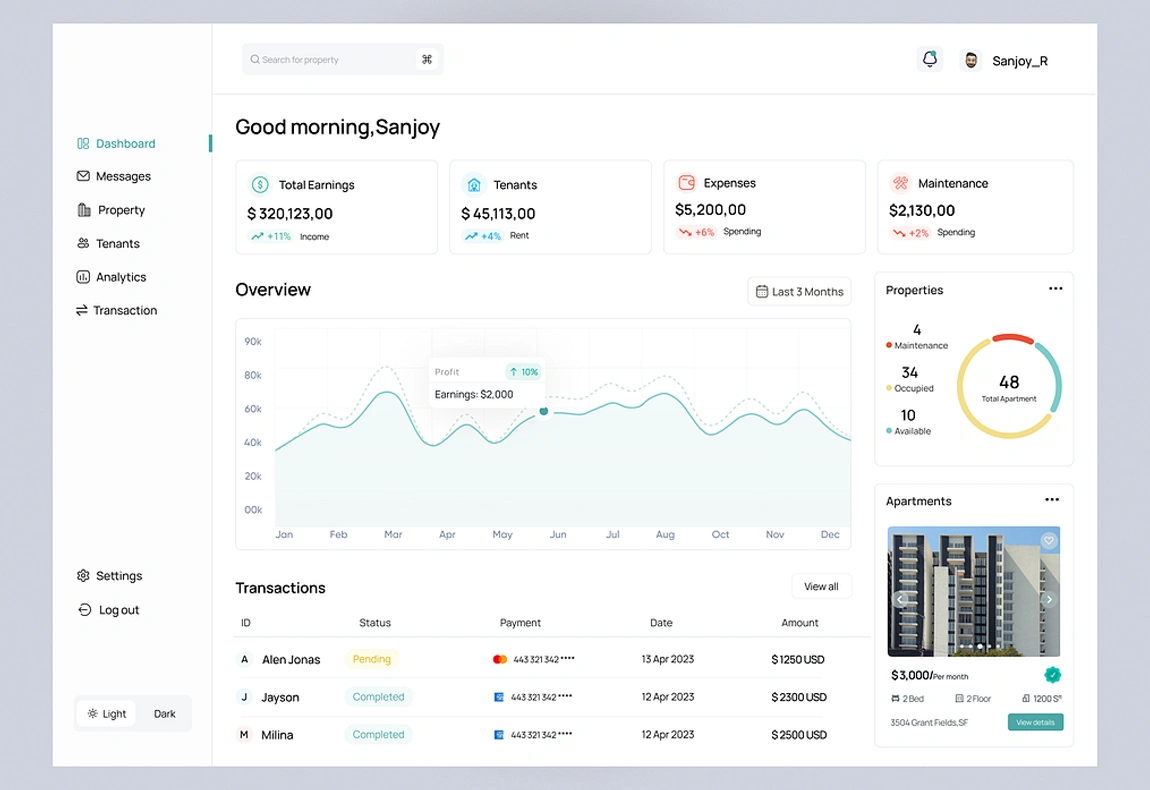 Search for property
⌘
Sanjoy_R
Dashboard
Messages
Property
Tenants
Analytics
Transaction
Settings
Log out
Light
Dark
Good morning,Sanjoy
Total Earnings
$ 320,123,00
+11% Income
Tenants
$ 45,113,00
+4% Rent
Expenses
$5,200,00
+6% Spending
Maintenance
$2,130,00
+2% Spending
Overview
Last 3 Months
90k
80k
60k
40k
20k
00k
Profit ↑ 10%
Earnings: $2,000
Jan Feb Mar Apr May Jun Jul Aug Oct Nov Dec
Properties
4
Maintenance
34
Occupied
10
Available
48
Total Apartment
Transactions
View all
ID Status Payment Date Amount
A Alen Jonas Pending 443 321 342 **** 13 Apr 2023 $ 1250 USD
J Jayson Completed 443 321 342 **** 12 Apr 2023 $ 2300 USD
M Milina Completed 443 321 342 **** 12 Apr 2023 $ 2500 USD
Apartments
$3,000/Per month
2 Bed 2 Floor 1200 Sft
3504 Grant Fields,SF
View details